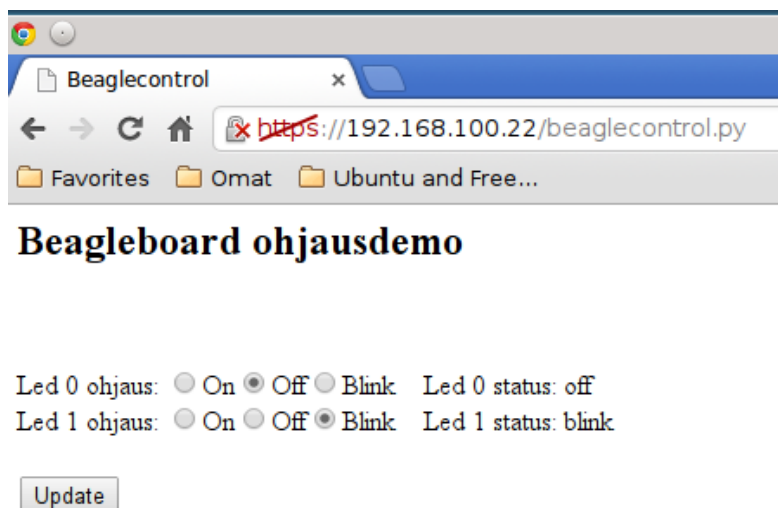 Beaglecontrol
https://192.168.100.22/beaglecontrol.py
Favorites Omat Ubuntu and Free...
Beagleboard ohjausdemo
Led 0 ohjaus: On Off Blink Led 0 status: off
Led 1 ohjaus: On Off Blink Led 1 status: blink
Update